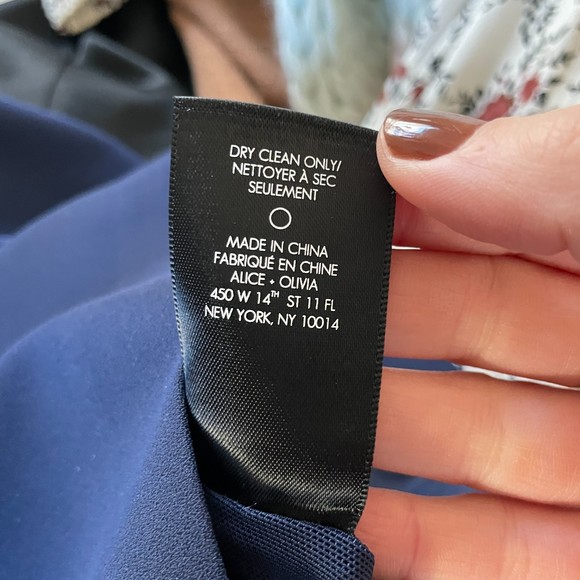 DRY CLEAN ONLY/
NETTOYER À SEC
SEULEMENT
MADE IN CHINA
FABRIQUÉ EN CHINE
ALICE + OLIVIA
450 W 14TH ST 11 FL
NEW YORK, NY 10014